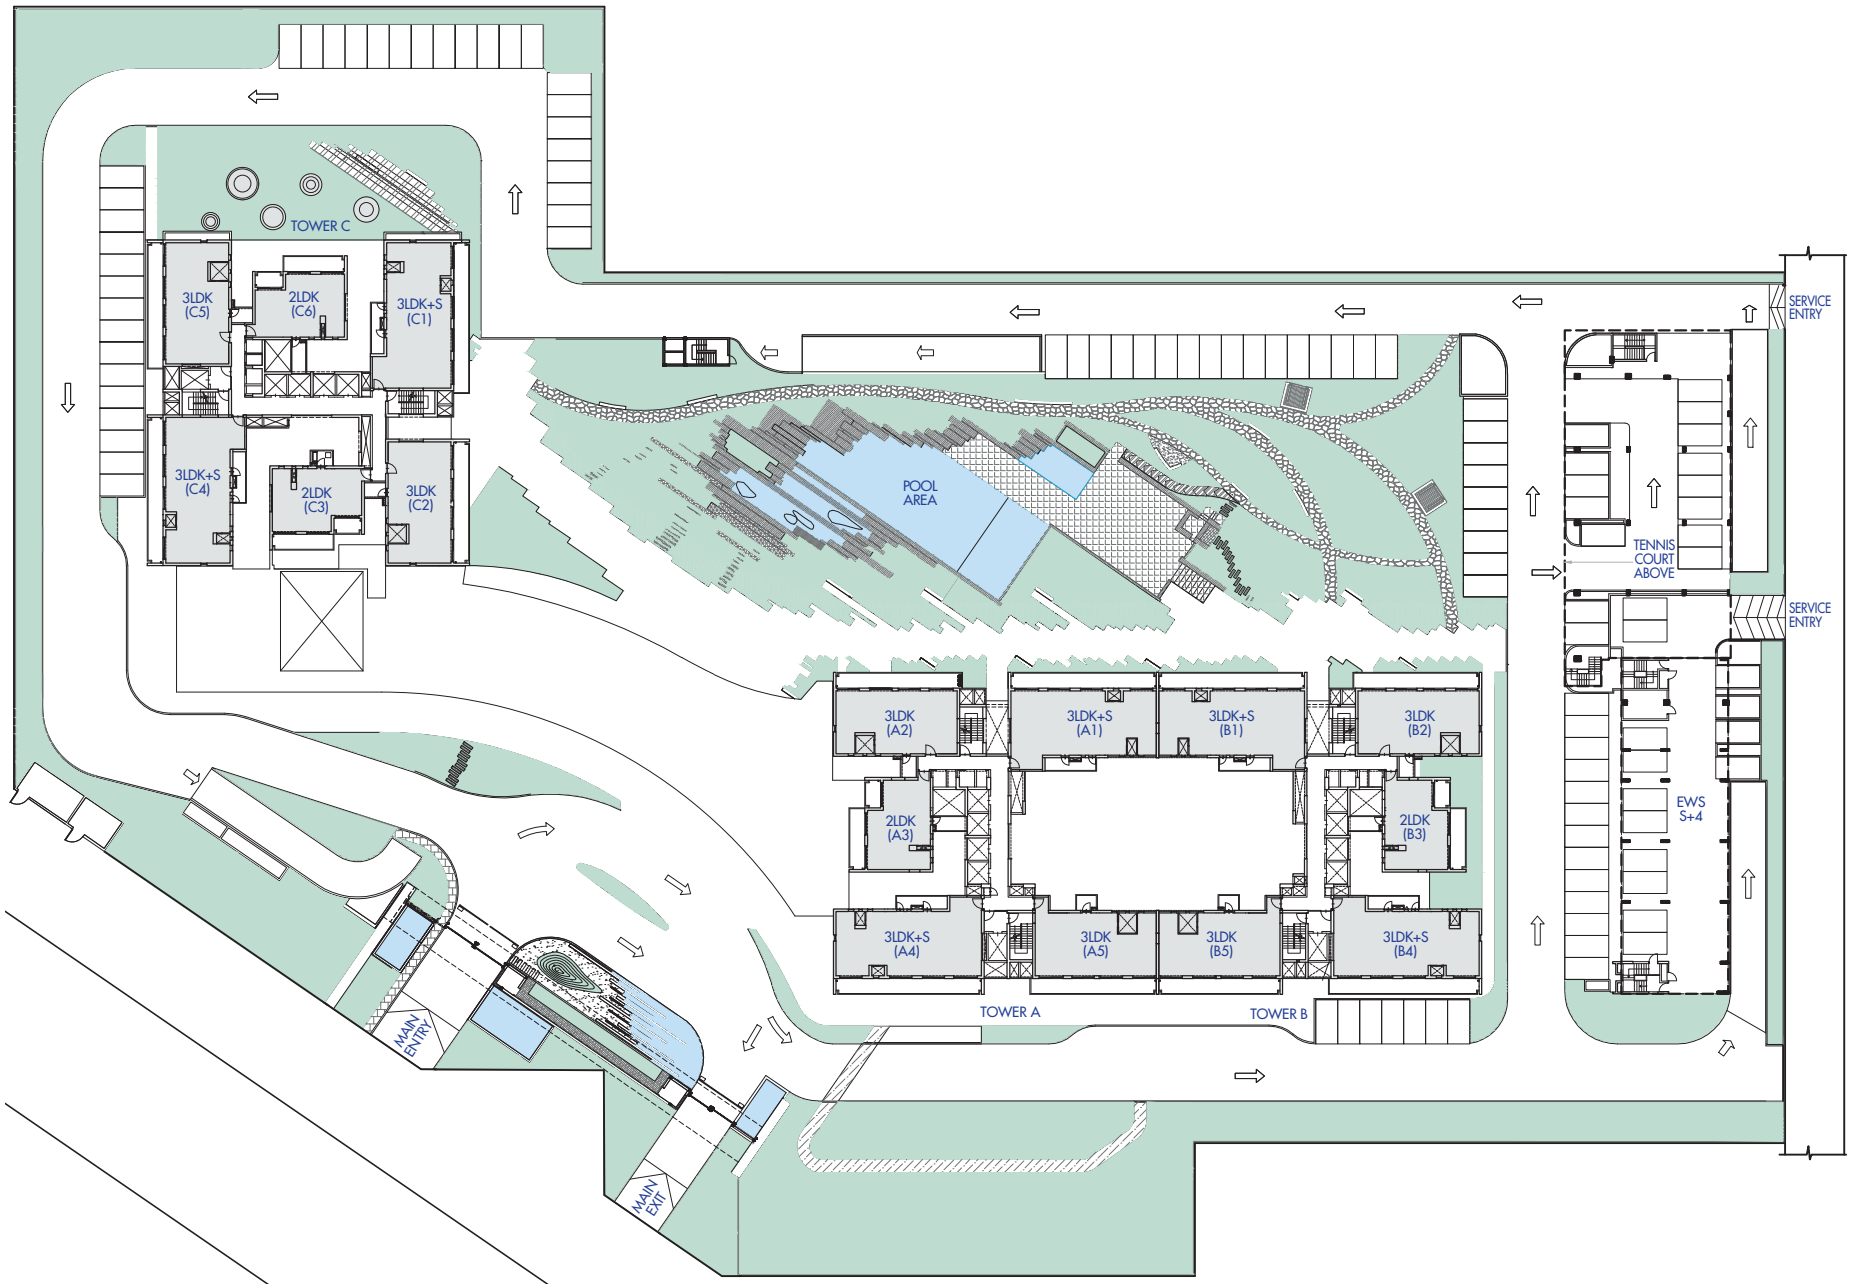 TOWER C
3LDK
(C5)
2LDK
(C6)
3LDK+S
(C1)
3LDK+S
(C4)
2LDK
(C3)
3LDK
(C2)
POOL
AREA
SERVICE
ENTRY
TENNIS
COURT
ABOVE
SERVICE
ENTRY
3LDK
(A2)
3LDK+S
(A1)
3LDK+S
(B1)
3LDK
(B2)
2LDK
(A3)
2LDK
(B3)
EWS
S+4
3LDK+S
(A4)
3LDK
(A5)
3LDK
(B5)
3LDK+S
(B4)
TOWER A
TOWER B
MAIN
ENTRY
MAIN
EXIT